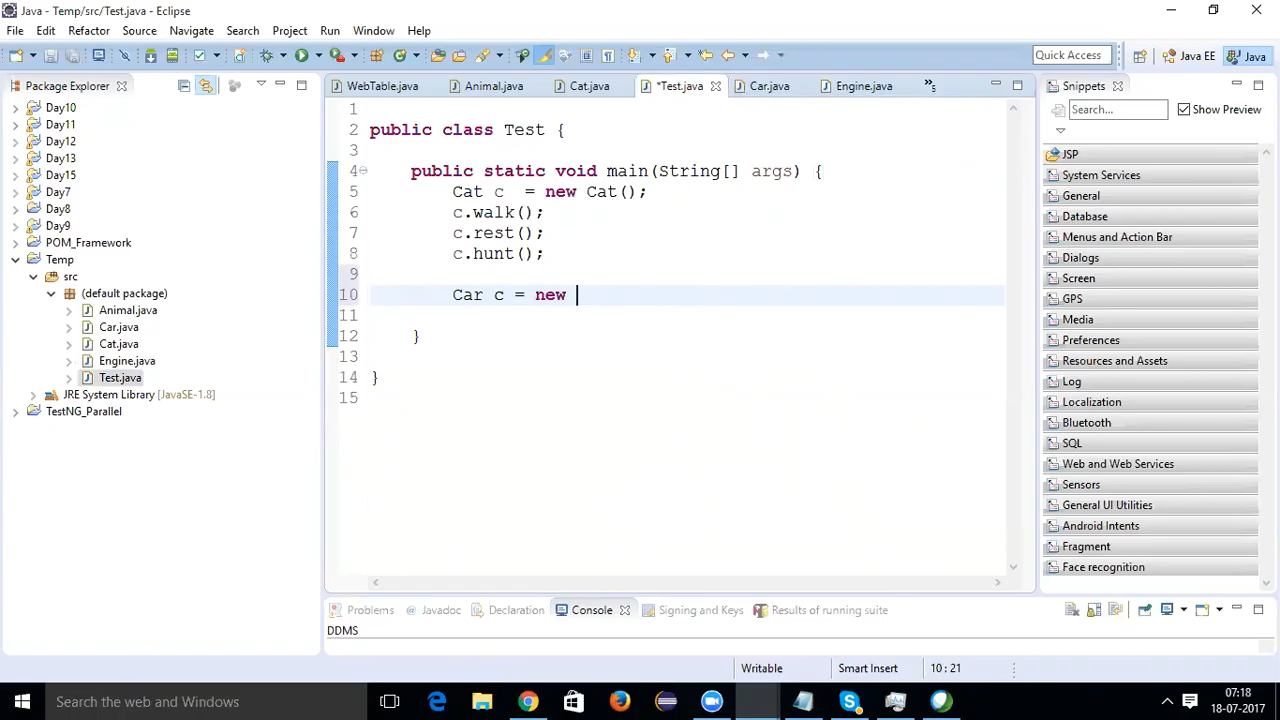 Java - Temp/src/Test.java - Eclipse
File Edit Refactor Source Navigate Search Project Run Window Help
Quick Access Java EE Java
Package Explorer
WebTable.java Animal.java Cat.java *Test.java Car.java Engine.java »5
Snippets
Day10
Day11
Day12
Day13
Day15
Day7
Day8
Day9
POM_Framework
Temp
src
(default package)
Animal.java
Car.java
Cat.java
Engine.java
Test.java
JRE System Library [JavaSE-1.8]
TestNG_Parallel
1
2 public class Test {
3
4 public static void main(String[] args) {
5 Cat c  = new Cat();
6 c.walk();
7 c.rest();
8 c.hunt();
9
10 Car c = new
11
12 }
13
14 }
15
Search... Show Preview
JSP
System Services
General
Database
Menus and Action Bar
Dialogs
Screen
GPS
Media
Preferences
Resources and Assets
Log
Localization
Bluetooth
SQL
Web and Web Services
Sensors
General UI Utilities
Android Intents
Fragment
Face recognition
Problems Javadoc Declaration Console Signing and Keys Results of running suite
DDMS
Writable Smart Insert 10 : 21
Search the web and Windows
07:18
18-07-2017